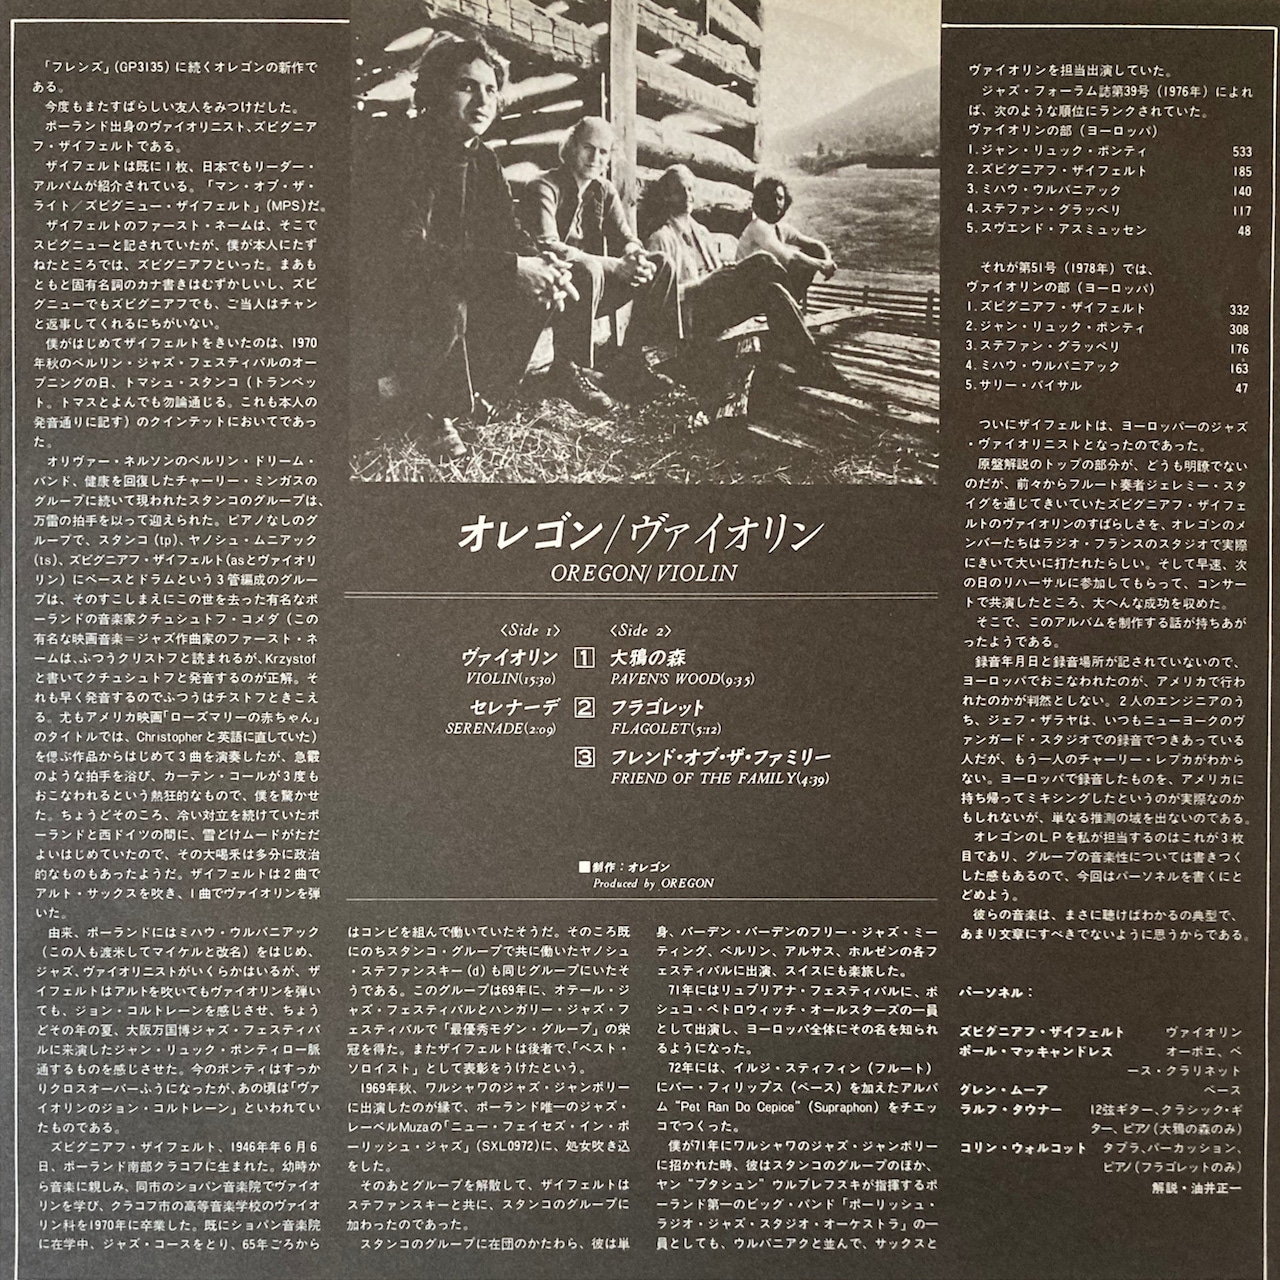 「フレンズ」(GP3135) に続くオレゴンの新作で
ある。
今度もまたすばらしい友人をみつけだした。
ポーランド出身のヴァイオリニスト、ズビグニア
フ・ザイフェルトである。
ザイフェルトは既に1枚、日本でもリーダー・
アルバムが紹介されている。「マン・オブ・ザ・
ライト／ズビグニュー・ザイフェルト」(MPS)だ。
ザイフェルトのファースト・ネームは、そこで
スビグニューと記されていたが、僕が本人にたず
ねたところでは、ズビグニアフといった。まあも
ともと固有名詞のカナ書きはむずかしいし、ズビ
グニューでもズビグニアフでも、ご当人はチャン
と返事してくれるにちがいない。
僕がはじめてザイフェルトをきいたのは、1970
年秋のベルリン・ジャズ・フェスティバルのオー
プニングの日、トマシュ・スタンコ（トランペッ
ト。トマスとよんでも勿論通じる。これも本人の
発音通りに記す）のクインテットにおいてであっ
た。
オリヴァー・ネルソンのベルリン・ドリーム・
バンド、健康を回復したチャーリー・ミンガスの
グループに続いて現われたスタンコのグループは、
万雷の拍手を以って迎えられた。ピアノなしのグ
ループで、スタンコ (tp)、ヤノシュ・ムニアック
(ts)、ズビグニアフ・ザイフェルト(asとヴァイオリ
リン）にベースとドラムという3管編成のグルー
プは、そのすこしまえにこの世を去った有名なポ
ーランドの音楽家クチュシュトフ・コメダ（この
有名な映画音楽＝ジャズ作曲家のファースト・ネ
ームは、ふつうクリストフと読まれるが、Krzystof
と書いてクチュシュトフと発音するのが正解。そ
れも早く発音するのでふつうはチストフときこえ
る。尤もアメリカ映画「ローズマリーの赤ちゃん」
のタイトルでは、Christopherと英語に直していた）
を偲ぶ作品からはじめて3曲を演奏したが、急霰
のような拍手を浴び、カーテン・コールが3度も
おこなわれるという熱狂的なもので、僕を驚かせ
た。ちょうどそのころ、冷い対立を続けていたポ
ーランドと西ドイツの間に、雪どけムードがただ
よいはじめていたので、その大喝采は多分に政治
的なものもあったようだ。ザイフェルトは2曲で
アルト・サックスを吹き、1曲でヴァイオリンを弾
いた。
由来、ポーランドにはミハウ・ウルバニアック
（この人も渡米してマイケルと改名）をはじめ、
ジャズ、ヴァイオリニストがいくらかはいるが、ザ
イフェルトはアルトを吹いてもヴァイオリンを弾い
ても、ジョン・コルトレーンを感じさせ、ちょう
どその年の夏、大阪万国博ジャズ・フェスティバ
ルに来演したジャン・リュック・ポンティロー脈
通するものを感じさせた。今のポンティはすっか
りクロスオーバーふうになったが、あの頃は「ヴァ
イオリンのジョン・コルトレーン」といわれてい
たものである。
ズビグニアフ・ザイフェルト、1946年年6月6
日、ポーランド南部クラコフに生まれた。幼時か
ら音楽に親しみ、同市のショパン音楽院でヴァイオ
リンを学び、クラコフ市の高等音楽学校のヴァイオ
リン科を1970年に卒業した。既にショパン音楽院
に在学中、ジャズ・コースをとり、65年ごろから
オレゴン/ヴァイオリン
OREGON/VIOLIN
〈Side 1〉
ヴァイオリン 1
VIOLIN(15:30)
セレナーデ 2
SERENADE(2:09)
〈Side 2〉
大鴉の森
PAVEN'S WOOD(9:35)
フラゴレット
FLAGOLET(5:12)
3 フレンド・オブ・ザ・ファミリー
FRIEND OF THE FAMILY(4:39)
■制作：オレゴン
Produced by OREGON
はコンビを組んで働いていたそうだ。そのころ既
にのちスタンコ・グループで共に働いたヤノシュ
・ステファンスキー (d) も同じグループにいたそ
うである。このグループは69年に、オテール・ジ
ャズ・フェスティバルとハンガリー・ジャズ・フ
ェスティバルで「最優秀モダン・グループ」の栄
冠を得た。またザイフェルトは後者で、「ベスト・
ソロイスト」として表彰をうけたという。
1969年秋、ワルシャワのジャズ・ジャンボリー
に出演したのが縁で、ポーランド唯一のジャズ・
レーベルMuzaの「ニュー・フェイセズ・イン・ポ
ーリッシュ・ジャズ」(SXL0972)に、処女吹き込
をした。
そのあとグループを解散して、ザイフェルトは
ステファンスキーと共に、スタンコのグループに
加わったのであった。
スタンコのグループに在団のかたわら、彼は単
身、バーデン・バーデンのフリー・ジャズ・ミー
ティング、ベルリン、アルサス、ホルゼンの各フ
ェスティバルに出演、スイスにも楽旅した。
71年にはリュブリアナ・フェスティバルに、ボ
シュコ・ペトロウィッチ・オールスターズの一員
として出演し、ヨーロッパ全体にその名を知られ
るようになった。
72年には、イルジ・スティフィン（フルート）
にバー・フィリップス（ベース）を加えたアルバ
ム“Pet Ran Do Cepice” (Supraphon) をチェッ
コでつくった。
僕が71年にワルシャワのジャズ・ジャンボリー
に招かれた時、彼はスタンコのグループのほか、
ヤン“プタシュン”ウルブレフスキが指揮するポ
ーランド第一のビッグ・バンド「ポーリッシュ・
ラジオ・ジャズ・スタジオ・オーケストラ」の一
員としても、ウルバニアクと並んで、サックスと
ヴァイオリンを担当出演していた。
ジャズ・フォーラム誌第39号（1976年）によれ
ば、次のような順位にランクされていた。
ヴァイオリンの部（ヨーロッパ）
1. ジャン・リュック・ポンティ 533
2. ズビグニアフ・ザイフェルト 185
3. ミハウ・ウルバニアック 140
4. ステファン・グラッペリ 117
5. スヴエンド・アスミュッセン 48
それが第51号（1978年）では、
ヴァイオリンの部（ヨーロッパ）
1. ズビグニアフ・ザイフェルト 332
2. ジャン・リュック・ポンティ 308
3. ステファン・グラッペリ 176
4. ミハウ・ウルバニアック 163
5. サリー・バイサル 47
ついにザイフェルトは、ヨーロッパーのジャズ
・ヴァイオリニストとなったのであった。
原盤解説のトップの部分が、どうも明瞭でない
のだが、前々からフルート奏者ジェレミー・スタ
イグを通じてきいていたズビグニアフ・ザイフェ
ルトのヴァイオリンのすばらしさを、オレゴンのメ
ンバーたちはラジオ・フランスのスタジオで実際
にきいて大いに打たれたらしい。そして早速、次
の日のリハーサルに参加してもらって、コンサー
トで共演したところ、大へんな成功を収めた。
そこで、このアルバムを制作する話が持ちあが
ったようである。
録音年月日と録音場所が記されていないので、
ヨーロッパでおこなわれたのか、アメリカで行わ
れたのかが判然としない。2人のエンジニアのう
ち、ジェフ・ザラヤは、いつもニューヨークのヴ
ァンガード・スタジオでの録音でつきあっている
人だが、もう一人のチャーリー・レプカがわから
ない。ヨーロッパで録音したものを、アメリカに
持ち帰ってミキシングしたというのが実際なのか
もしれないが、単なる推測の域を出ないのである。
オレゴンのLPを私が担当するのはこれが3枚
目であり、グループの音楽性については書きつく
した感もあるので、今回はパーソネルを書くにと
どめよう。
彼らの音楽は、まさに聴けばわかるの典型で、
あまり文章にすべきでないように思うからである。
パーソネル：
ズビグニアフ・ザイフェルト ヴァイオリン
ポール・マッキャンドレス オーボエ、ベ
ース・クラリネット
グレン・ムーア ベース
ラルフ・タウナー 12弦ギター、クラシック・ギ
ター、ピアノ(大鴉の森のみ)
コリン・ウォルコット タブラ、パーカッション、
ピアノ(フラゴレットのみ)
解説・油井正一